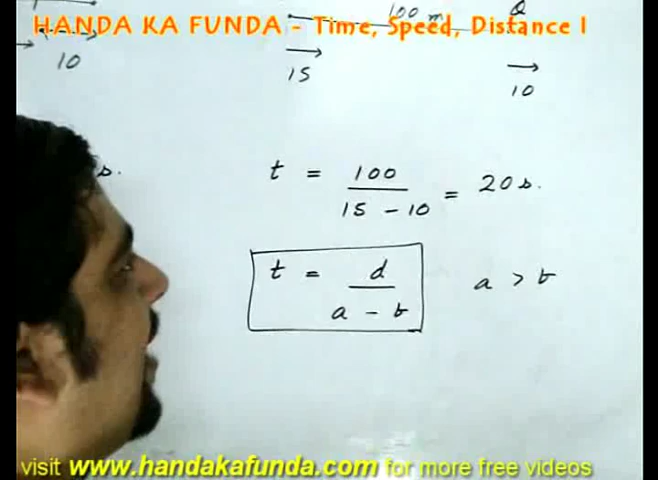 100 m Q
HANDA KA FUNDA - Time, Speed, Distance I
10 15 10
s.
t = 100 / 15 - 10 = 20 s.
t = d / a - b a > b
visit www.handakafunda.com for more free videos